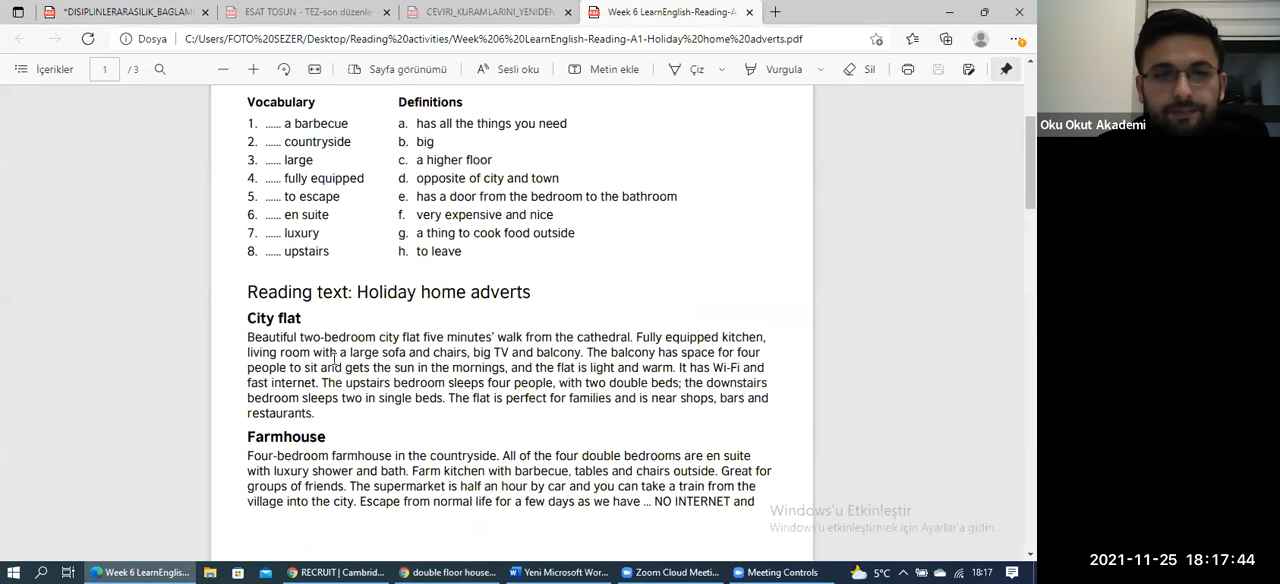 *DISIPLINLERARASILIK_BAGLAM
ESAT TOSUN - TEZ-son düzenle
CEVIRI_KURAMLARINI_YENIDEN
Week 6 LearnEnglish-Reading-A
Dosya
C:/Users/FOTO%20SEZER/Desktop/Reading%20activities/Week%206%20LearnEnglish-Reading-A1-Holiday%20home%20adverts.pdf
İçerikler
1
/ 3
Sayfa görünümü
Sesli oku
Metin ekle
Çiz
Vurgula
Sil
Oku Okut Akademi
Vocabulary Definitions
1. ...... a barbecue a. has all the things you need
2. ...... countryside b. big
3. ...... large c. a higher floor
4. ...... fully equipped d. opposite of city and town
5. ...... to escape e. has a door from the bedroom to the bathroom
6. ...... en suite f. very expensive and nice
7. ...... luxury g. a thing to cook food outside
8. ...... upstairs h. to leave
Reading text: Holiday home adverts
City flat
Beautiful two-bedroom city flat five minutes' walk from the cathedral. Fully equipped kitchen,
living room with a large sofa and chairs, big TV and balcony. The balcony has space for four
people to sit and gets the sun in the mornings, and the flat is light and warm. It has Wi-Fi and
fast internet. The upstairs bedroom sleeps four people, with two double beds; the downstairs
bedroom sleeps two in single beds. The flat is perfect for families and is near shops, bars and
restaurants.
Farmhouse
Four-bedroom farmhouse in the countryside. All of the four double bedrooms are en suite
with luxury shower and bath. Farm kitchen with barbecue, tables and chairs outside. Great for
groups of friends. The supermarket is half an hour by car and you can take a train from the
village into the city. Escape from normal life for a few days as we have ... NO INTERNET and
Windows'u Etkinleştir
Windows'u etkinleştirmek için Ayarlar'a gidin.
2021-11-25 18:17:44
Week 6 LearnEnglis...
RECRUIT | Cambrid...
double floor house...
Yeni Microsoft Wor...
Zoom Cloud Meeti...
Meeting Controls
5°C
18:17